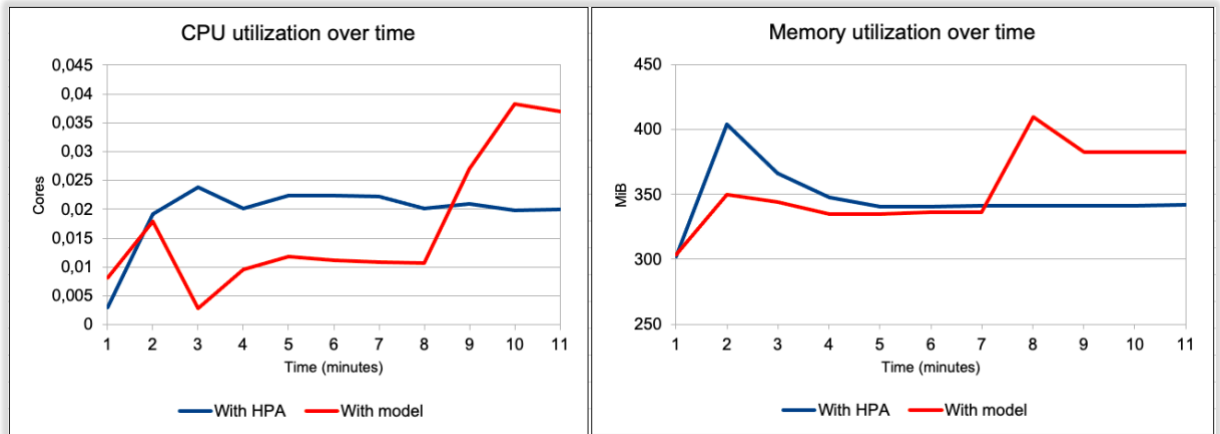 CPU utilization over time
0,045
0,04
0,035
0,03
0,025
0,02
0,015
0,01
0,005
0
Cores
1 2 3 4 5 6 7 8 9 10 11
Time (minutes)
With HPA With model
Memory utilization over time
450
400
350
300
250
MiB
1 2 3 4 5 6 7 8 9 10 11
Time (minutes)
With HPA With model